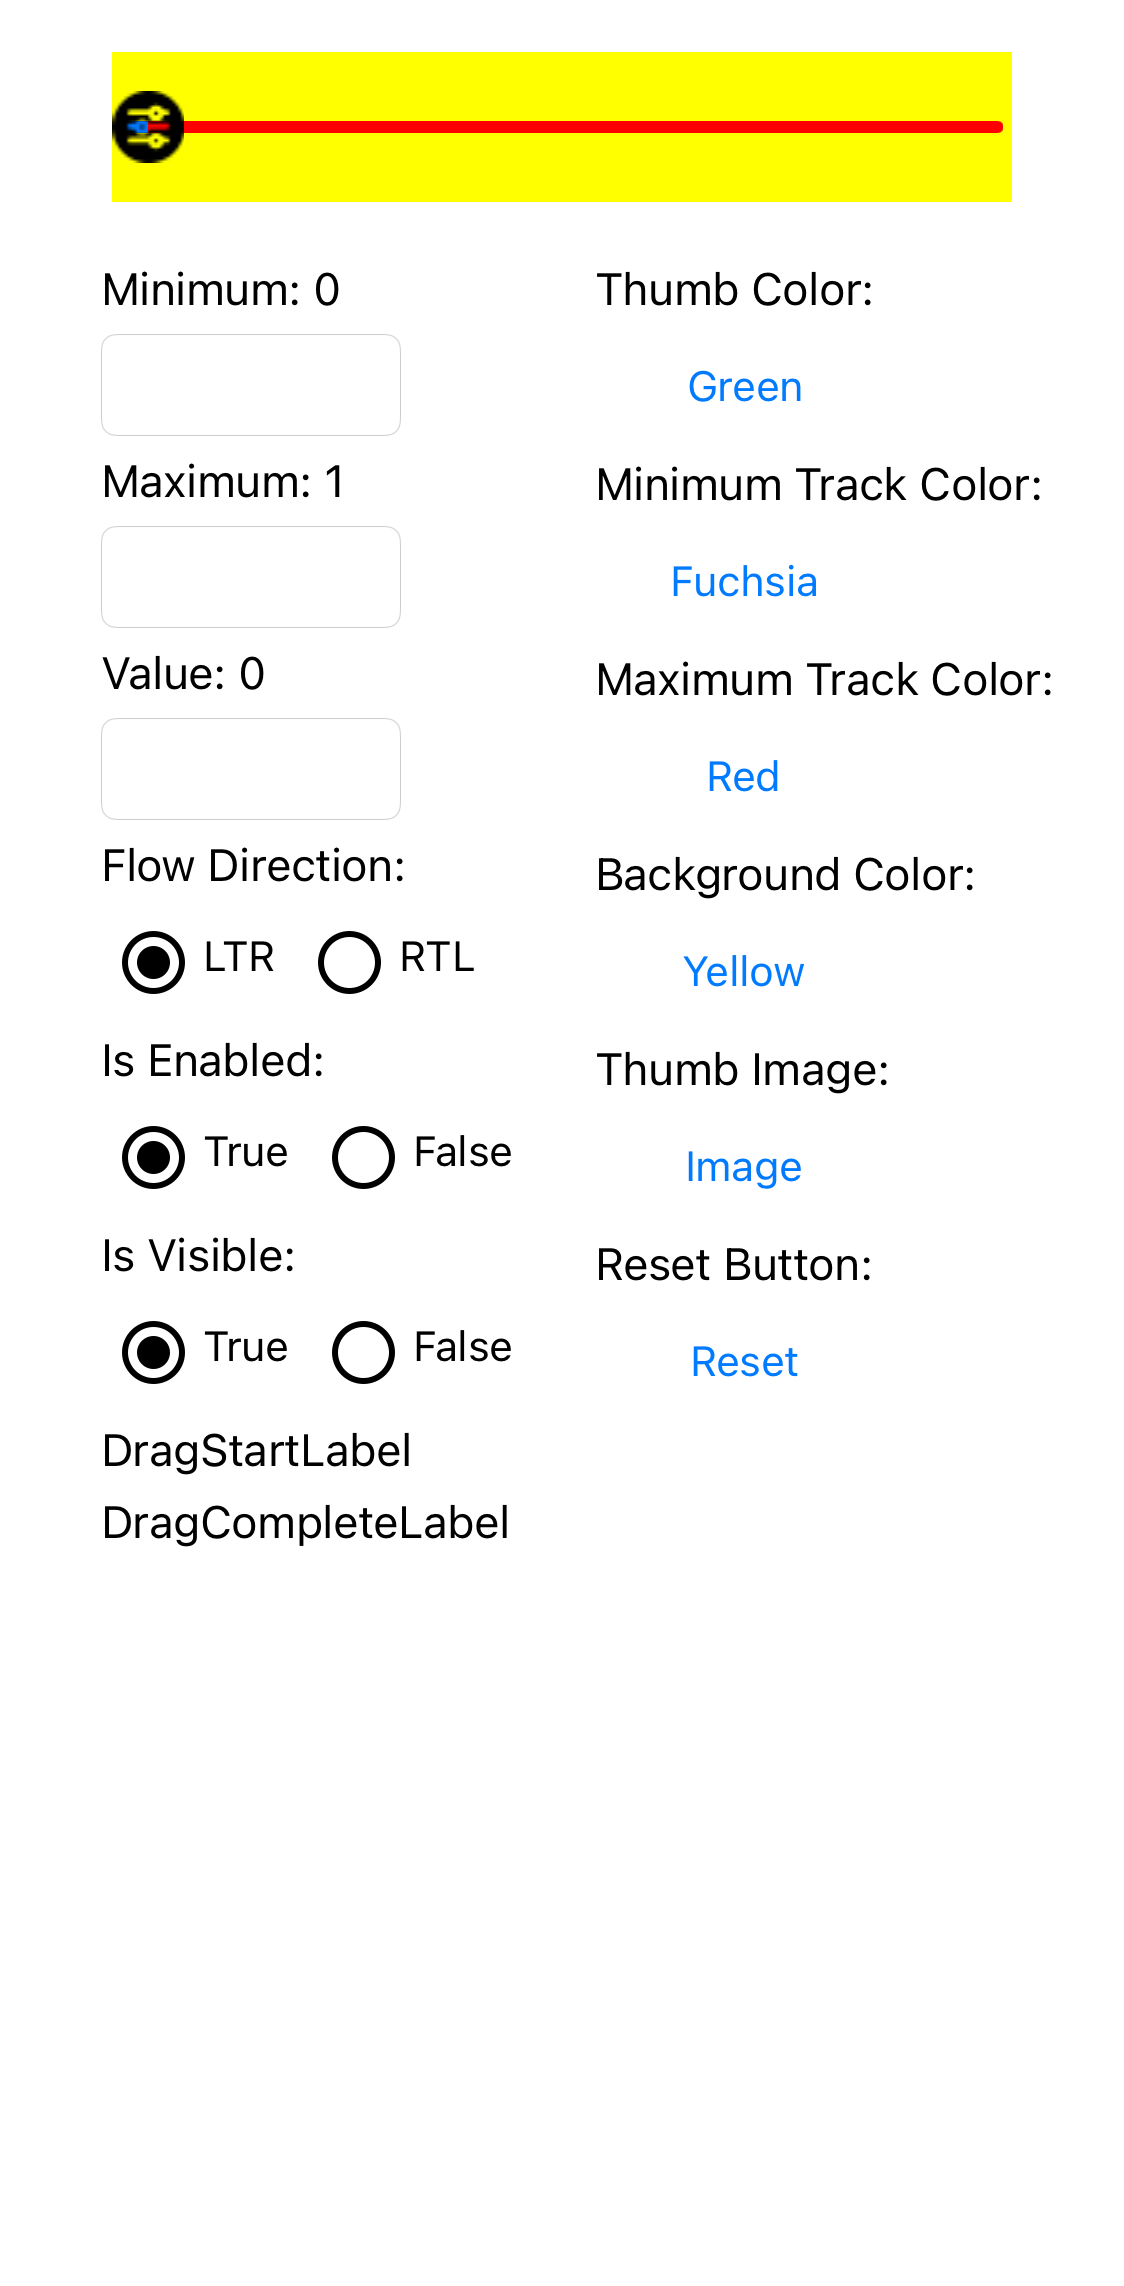 Minimum: 0
Maximum: 1
Value: 0
Flow Direction:
LTR RTL
Is Enabled:
True False
Is Visible:
True False
DragStartLabel
DragCompleteLabel
Thumb Color:
Green
Minimum Track Color:
Fuchsia
Maximum Track Color:
Red
Background Color:
Yellow
Thumb Image:
Image
Reset Button:
Reset